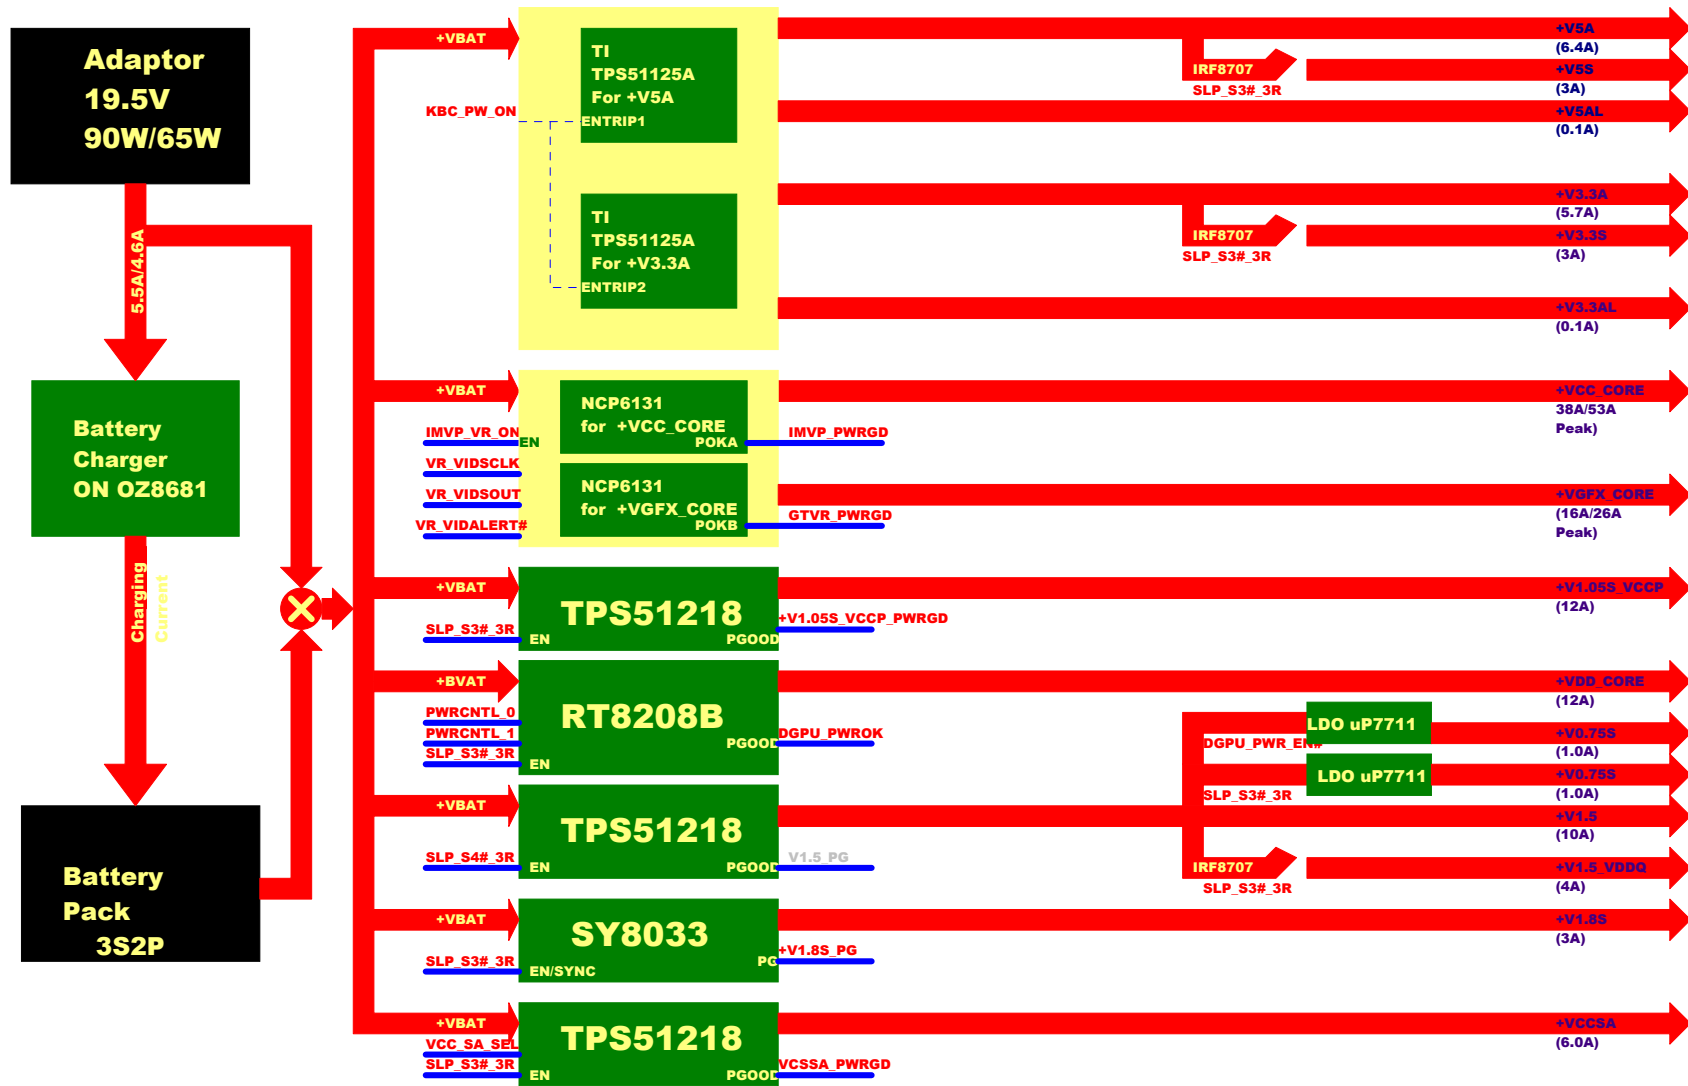 Adaptor
19.5V
90W/65W
5.5A/4.6A
Battery
Charger
ON OZ8681
Charging
Current
Battery
Pack
3S2P
+VBAT
TI
TPS51125A
For +V5A
KBC_PW_ON
ENTRIP1
TI
TPS51125A
For +V3.3A
ENTRIP2
+V5A
(6.4A)
IRF8707
+V5S
SLP_S3#_3R
(3A)
+V5AL
(0.1A)
+V3.3A
(5.7A)
IRF8707
+V3.3S
SLP_S3#_3R
(3A)
+V3.3AL
(0.1A)
+VBAT
NCP6131
for +VCC_CORE
IMVP_VR_ON
EN
POKA
IMVP_PWRGD
VR_VIDSCLK
VR_VIDSOUT
VR_VIDALERT#
NCP6131
for +VGFX_CORE
POKB
GTVR_PWRGD
+VCC_CORE
38A/53A
Peak)
+VGFX_CORE
(16A/26A
Peak)
+VBAT
TPS51218
SLP_S3#_3R
EN
PGOOD
+V1.05S_VCCP_PWRGD
+V1.05S_VCCP
(12A)
+BVAT
RT8208B
PWRCNTL_0
PWRCNTL_1
SLP_S3#_3R
EN
PGOOD
DGPU_PWROK
+VDD_CORE
(12A)
LDO uP7711
DGPU_PWR_EN#
+V0.75S
(1.0A)
LDO uP7711
SLP_S3#_3R
+V0.75S
(1.0A)
+VBAT
TPS51218
SLP_S4#_3R
EN
PGOOD
V1.5_PG
+V1.5
(10A)
IRF8707
SLP_S3#_3R
+V1.5_VDDQ
(4A)
+VBAT
SY8033
SLP_S3#_3R
EN/SYNC
PG
+V1.8S_PG
+V1.8S
(3A)
+VBAT
TPS51218
VCC_SA_SEL
SLP_S3#_3R
EN
PGOOD
VCSSA_PWRGD
+VCCSA
(6.0A)